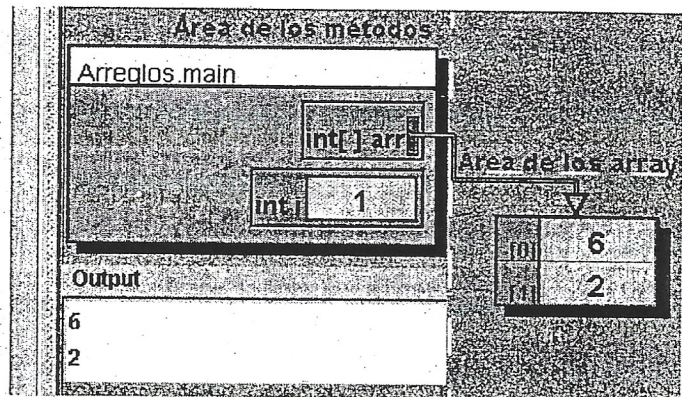 Área de los métodos
Arreglos.main
int[ ] arr
int i
1
Área de los array
[0]
6
[1]
2
Output
6
2